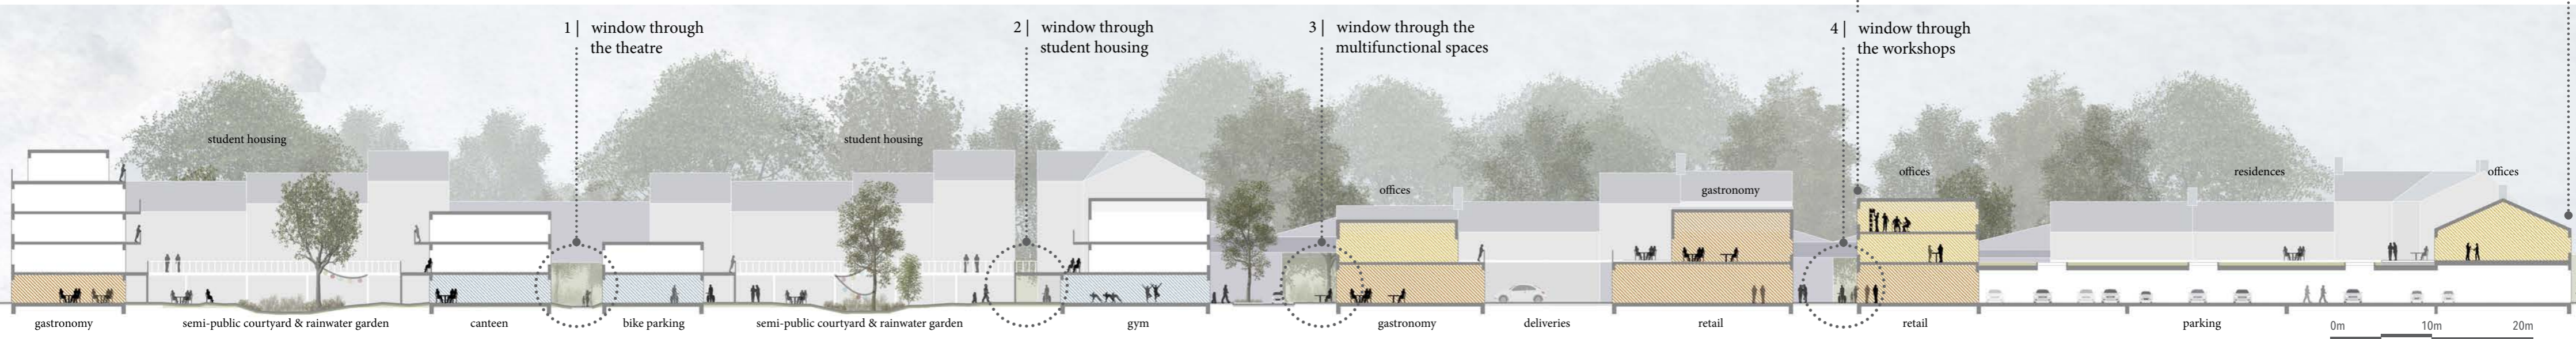 1 | window through
the theatre
2 | window through
student housing
3 | window through the
multifunctional spaces
4 | window through
the workshops
student housing
student housing
offices
gastronomy
offices
residences
offices
gastronomy
semi-public courtyard & rainwater garden
canteen
bike parking
semi-public courtyard & rainwater garden
gym
gastronomy
deliveries
retail
retail
parking
0m
10m
20m